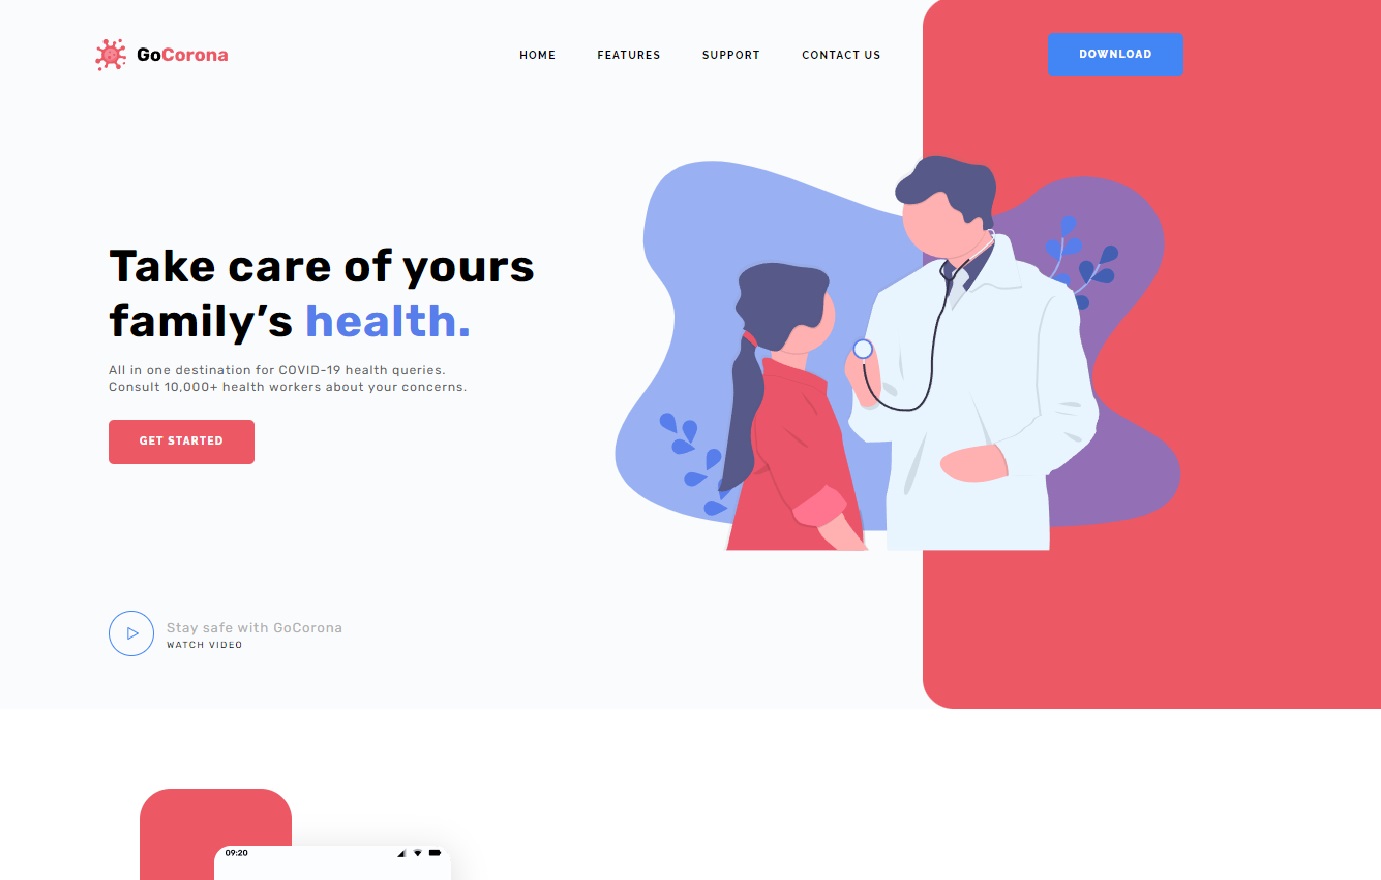 GoCorona
HOME FEATURES SUPPORT CONTACT US DOWNLOAD
Take care of yours
family’s health.
All in one destination for COVID-19 health queries.
Consult 10,000+ health workers about your concerns.
GET STARTED
Stay safe with GoCorona
WATCH VIDEO
09:20